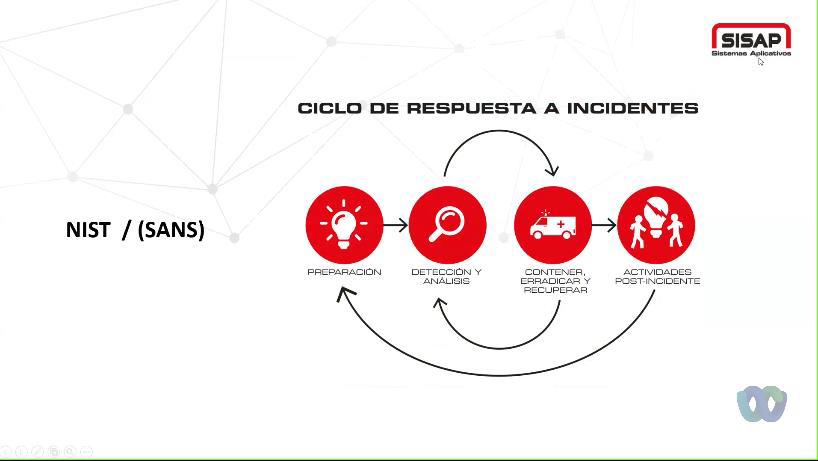 SISAP
Sistemas Aplicativos
CICLO DE RESPUESTA A INCIDENTES
NIST / (SANS)
PREPARACIÓN
DETECCIÓN Y
ANÁLISIS
CONTENER,
ERRADICAR Y
RECUPERAR
ACTIVIDADES
POST-INCIDENTE